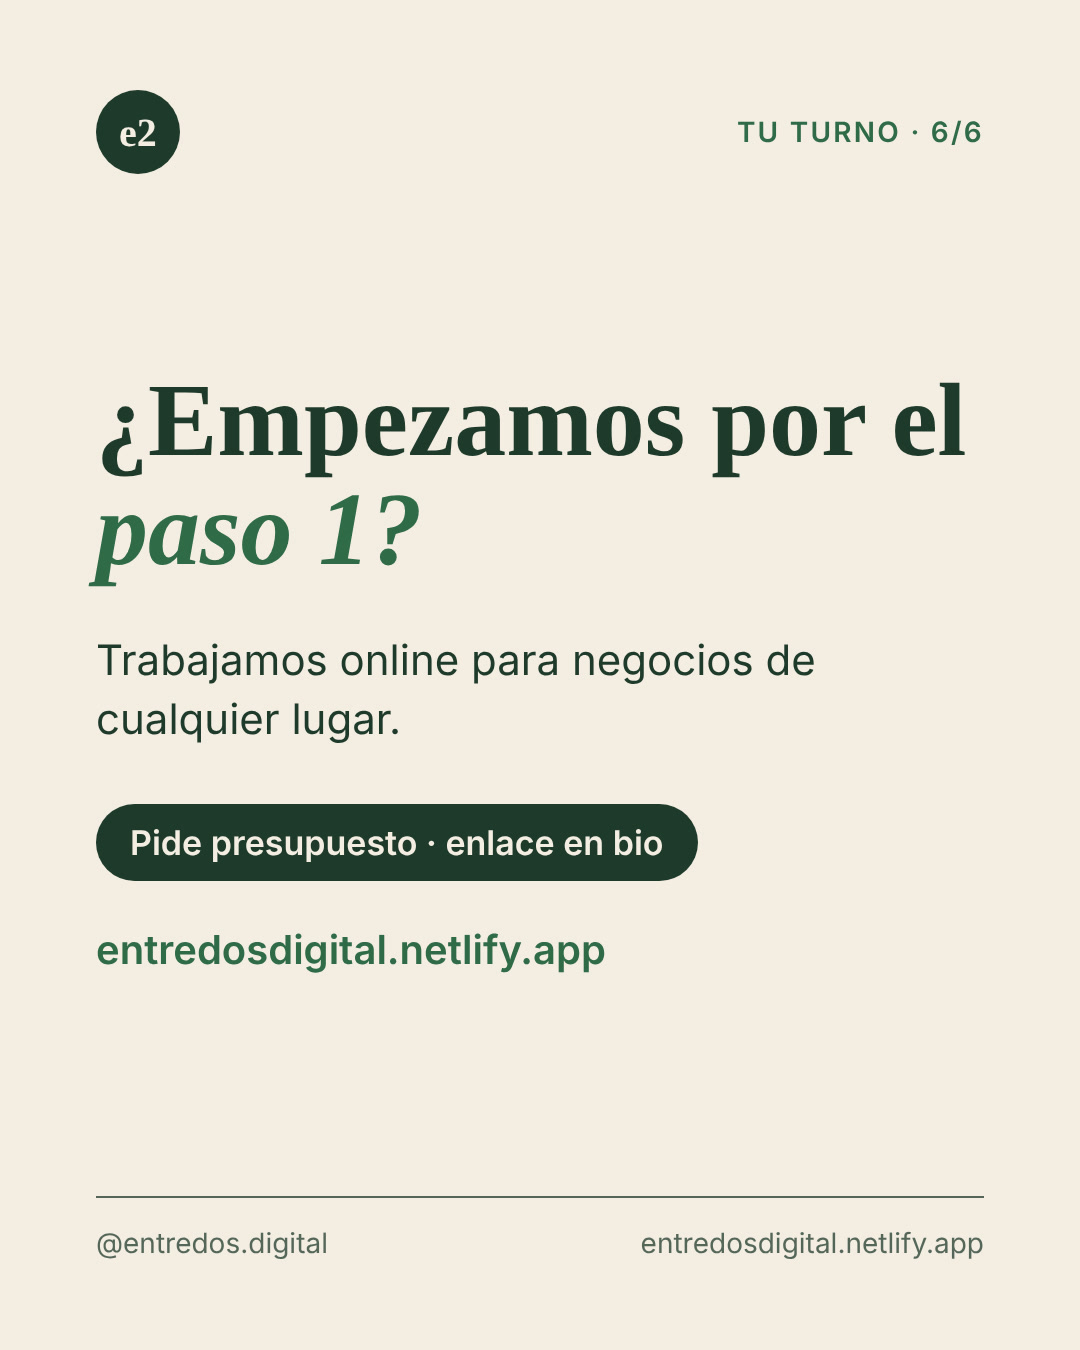 e2
TU TURNO · 6/6
¿Empezamos por el
paso 1?
Trabajamos online para negocios de
cualquier lugar.
Pide presupuesto · enlace en bio
entredosdigital.netlify.app
@entredos.digital
entredosdigital.netlify.app